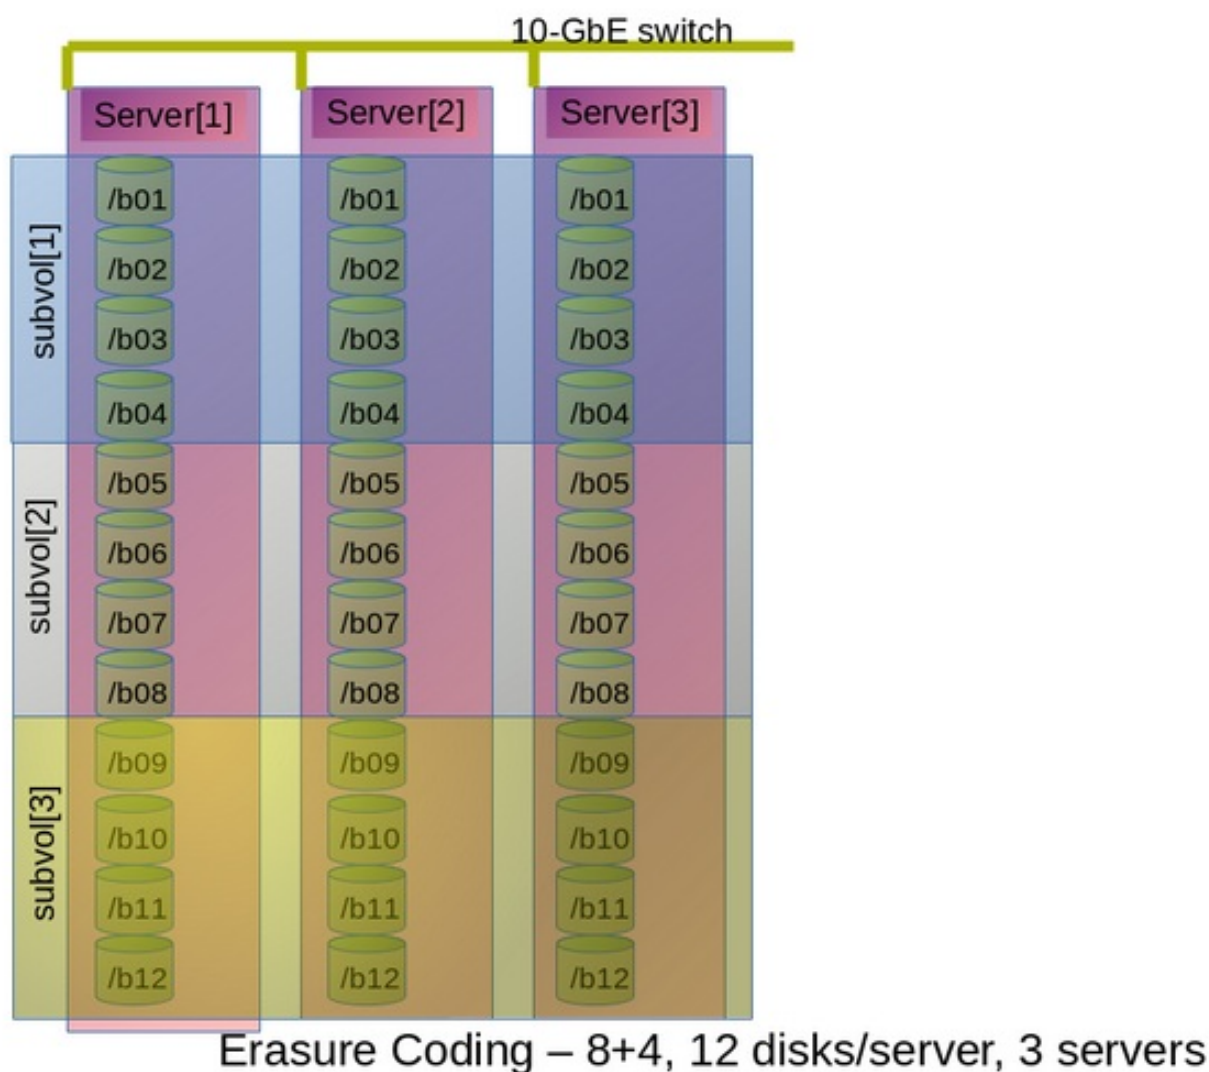 10-GbE switch
Server[1] Server[2] Server[3]
subvol[1]
/b01 /b01 /b01
/b02 /b02 /b02
/b03 /b03 /b03
/b04 /b04 /b04
subvol[2]
/b05 /b05 /b05
/b06 /b06 /b06
/b07 /b07 /b07
/b08 /b08 /b08
subvol[3]
/b09 /b09 /b09
/b10 /b10 /b10
/b11 /b11 /b11
/b12 /b12 /b12
Erasure Coding – 8+4, 12 disks/server, 3 servers